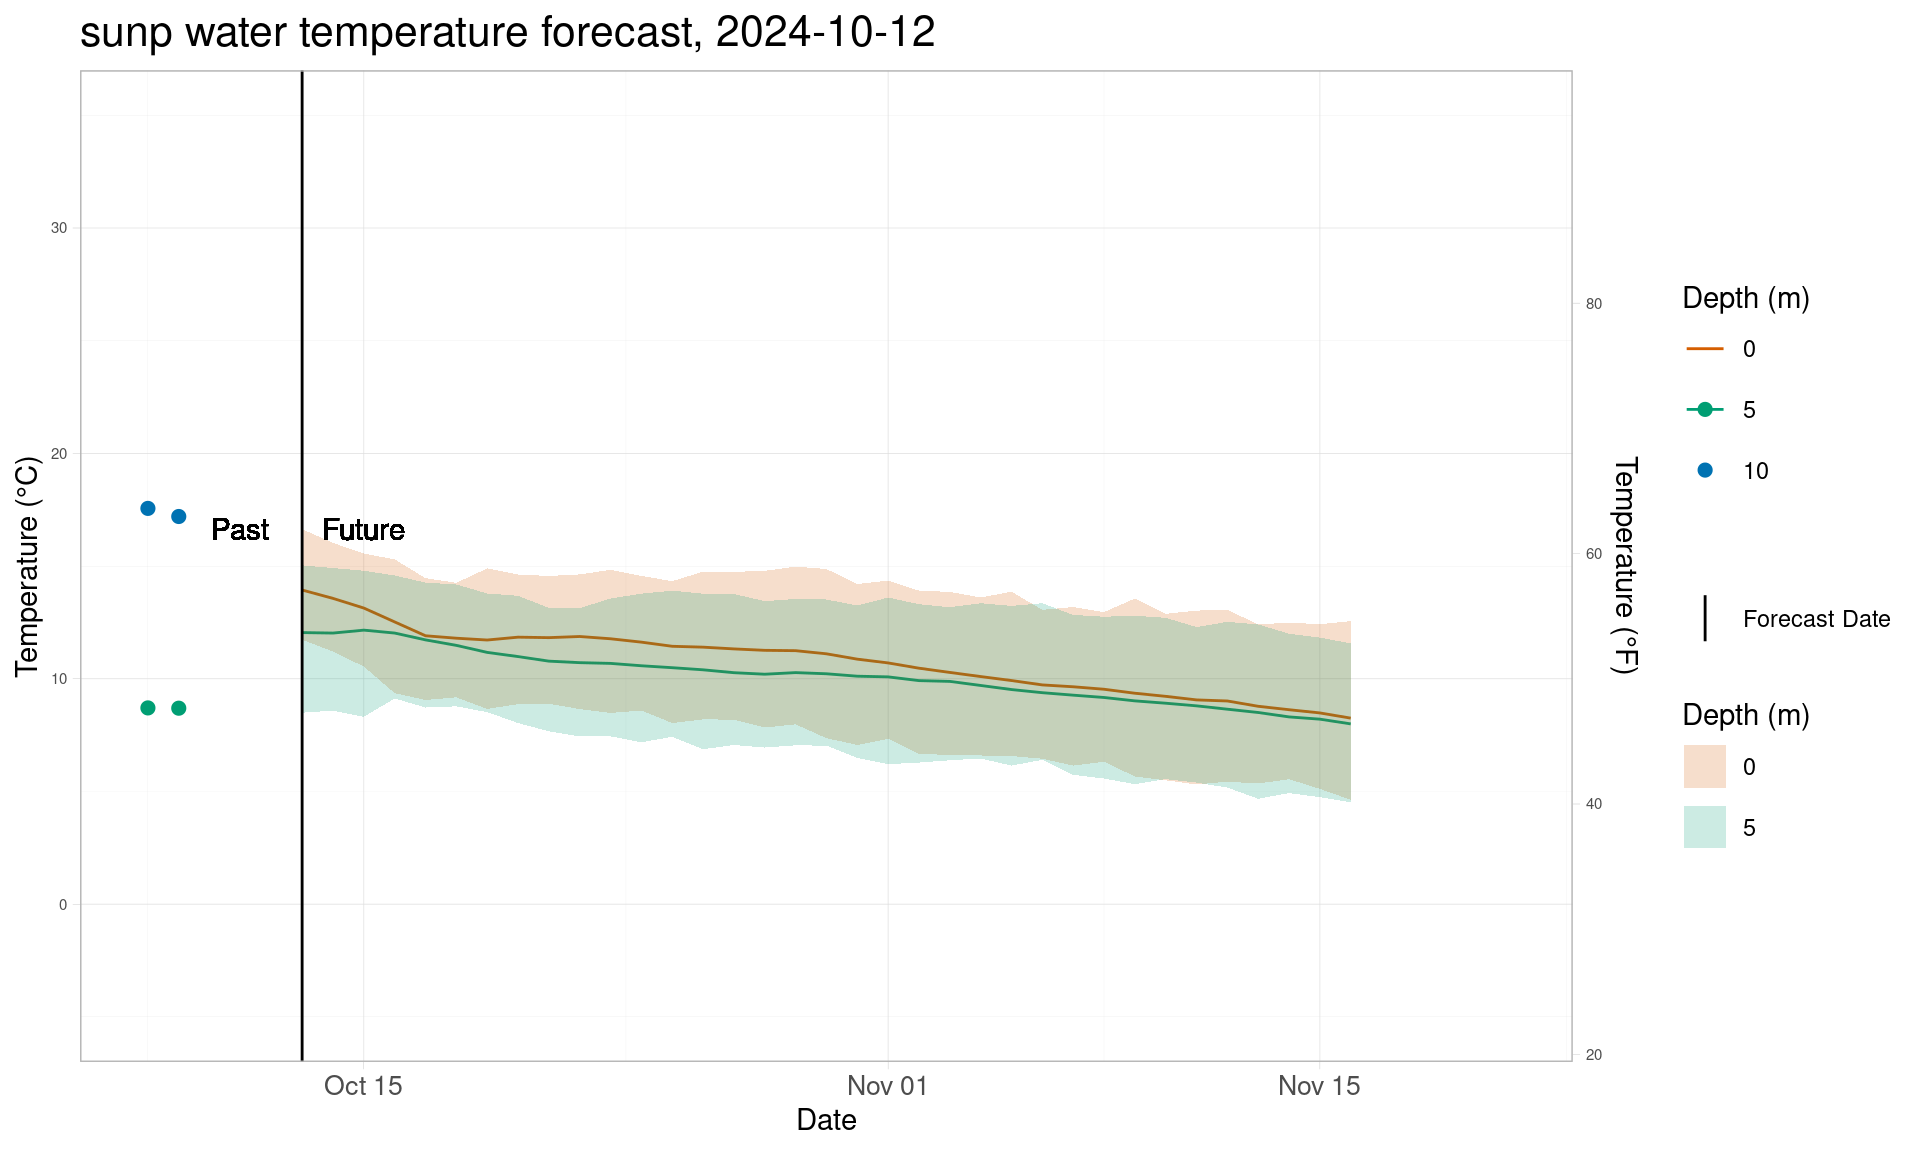 sunp water temperature forecast, 2024-10-12
Temperature (°C)
30
20
10
0
Past
Future
80
60
40
20
Temperature (°F)
Oct 15
Nov 01
Nov 15
Date
Depth (m)
0
5
10
Forecast Date
Depth (m)
0
5